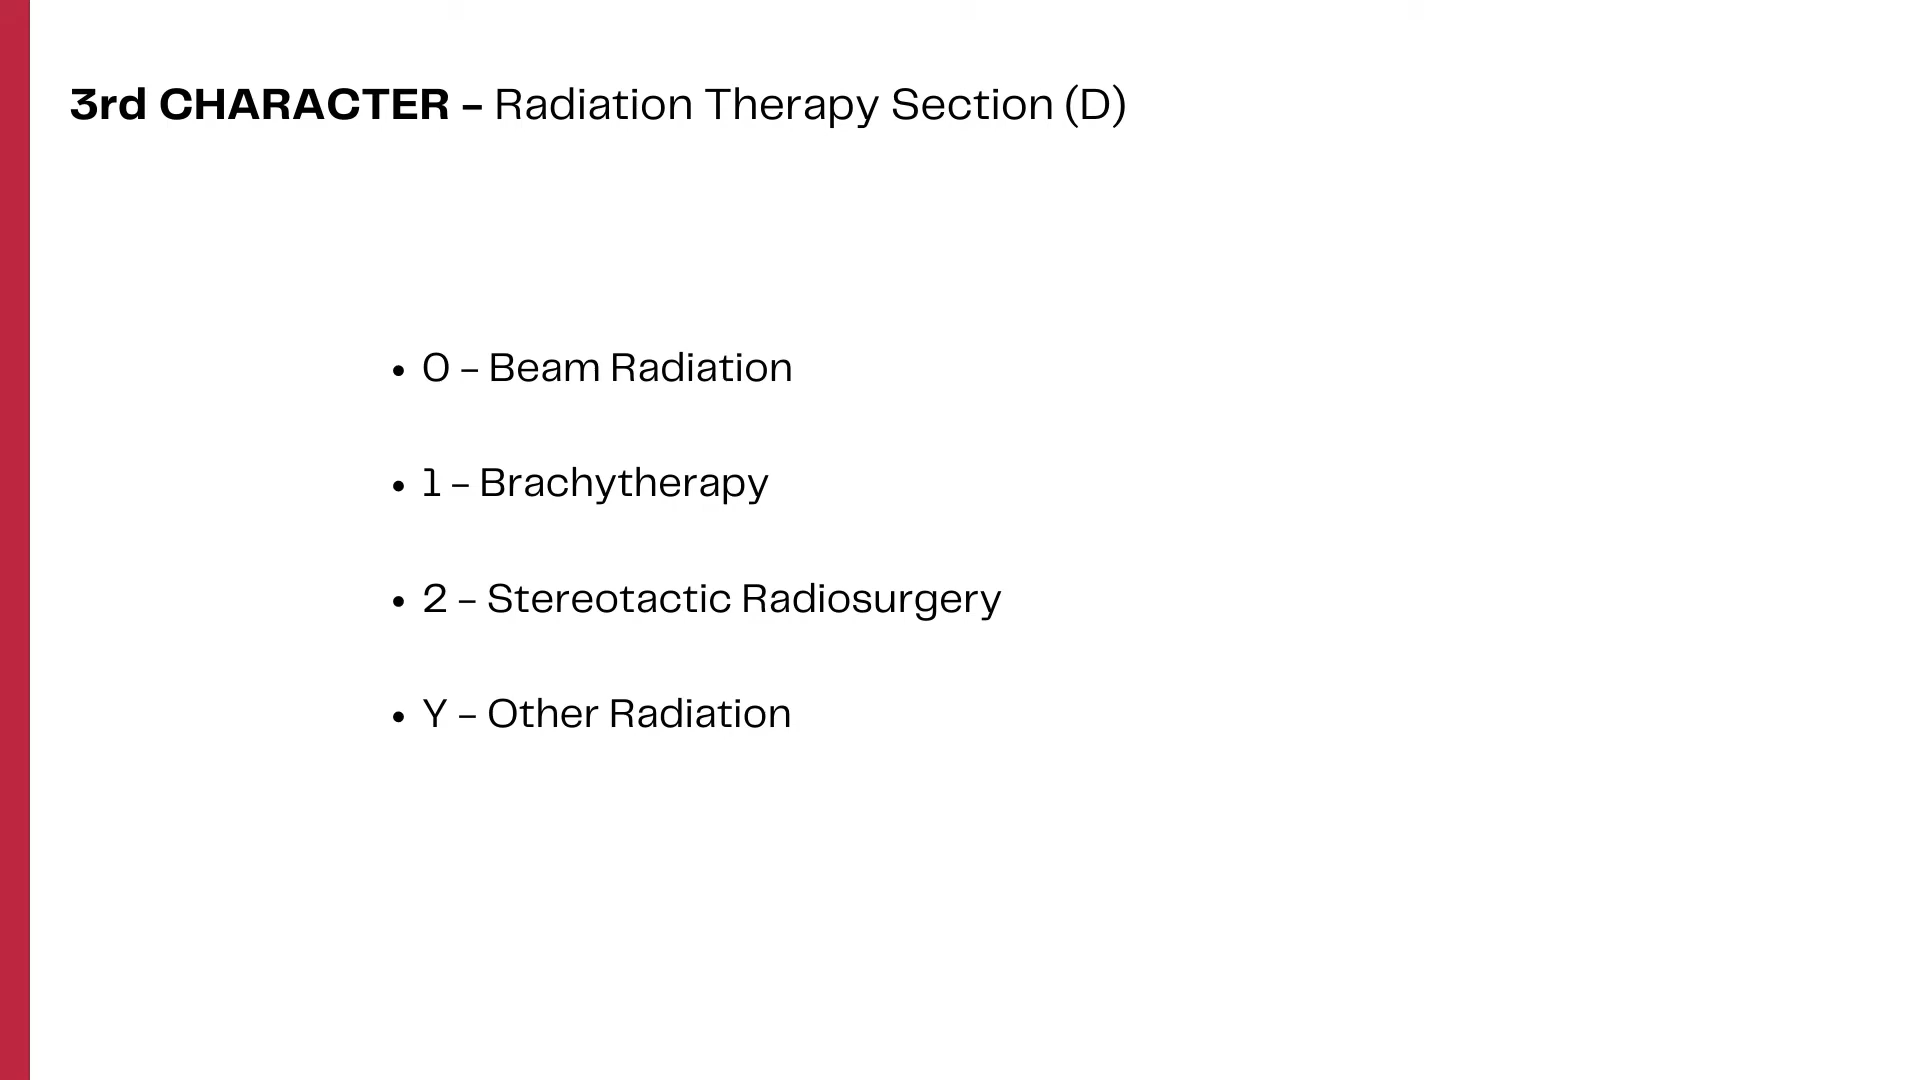 3rd CHARACTER – Radiation Therapy Section (D)
• 0 – Beam Radiation
• 1 – Brachytherapy
• 2 – Stereotactic Radiosurgery
• Y – Other Radiation